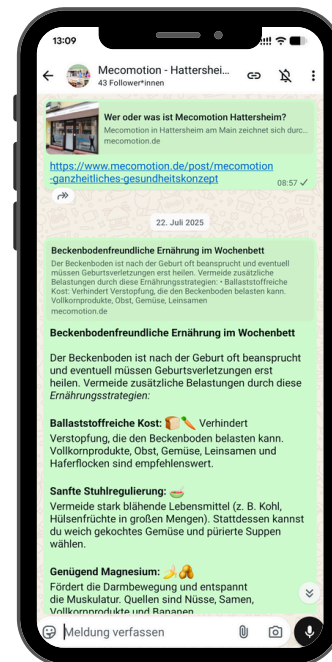 13:09
Mecomotion - Hattershei...
43 Follower*innen
Wer oder was ist Mecomotion Hattersheim?
Mecomotion in Hattersheim am Main zeichnet sich durc...
mecomotion.de
https://www.mecomotion.de/post/mecomotion
-ganzheitliches-gesundheitskonzept
08:57
22. Juli 2025
Beckenbodenfreundliche Ernährung im Wochenbett
Der Beckenboden ist nach der Geburt oft beansprucht und eventuell
müssen Geburtsverletzungen erst heilen. Vermeide zusätzliche
Belastungen durch diese Ernährungsstrategien: • Ballaststoffreiche
Kost: Verhindert Verstopfung, die den Beckenboden belasten kann.
Vollkornprodukte, Obst, Gemüse, Leinsamen
mecomotion.de
Beckenbodenfreundliche Ernährung im Wochenbett
Der Beckenboden ist nach der Geburt oft beansprucht
und eventuell müssen Geburtsverletzungen erst
heilen. Vermeide zusätzliche Belastungen durch diese
Ernährungsstrategien:
Ballaststoffreiche Kost: 🍞🥕 Verhindert
Verstopfung, die den Beckenboden belasten kann.
Vollkornprodukte, Obst, Gemüse, Leinsamen und
Haferflocken sind empfehlenswert.
Sanfte Stuhlregulierung: 🥣
Vermeide stark blähende Lebensmittel (z. B. Kohl,
Hülsenfrüchte in großen Mengen). Stattdessen kannst
du weich gekochtes Gemüse und pürierte Suppen
wählen.
Genügend Magnesium: 🍌🥔
Fördert die Darmbewegung und entspannt
die Muskulatur. Quellen sind Nüsse, Samen,
Vollkornprodukte und Bananen
Meldung verfassen